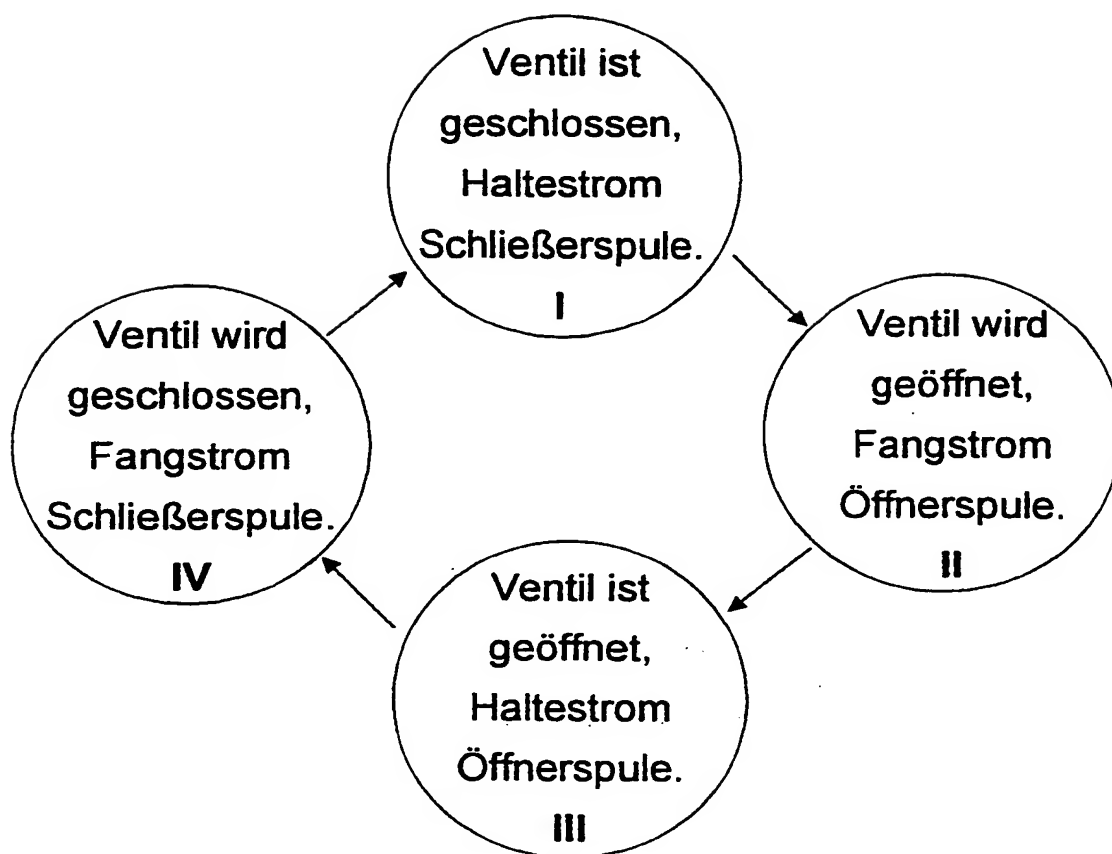 Ventil ist
geschlossen,
Haltestrom
Schließerspule.
I
Ventil wird
geöffnet,
Fangstrom
Öffnerspule.
II
Ventil ist
geöffnet,
Haltestrom
Öffnerspule.
III
Ventil wird
geschlossen,
Fangstrom
Schließerspule.
IV